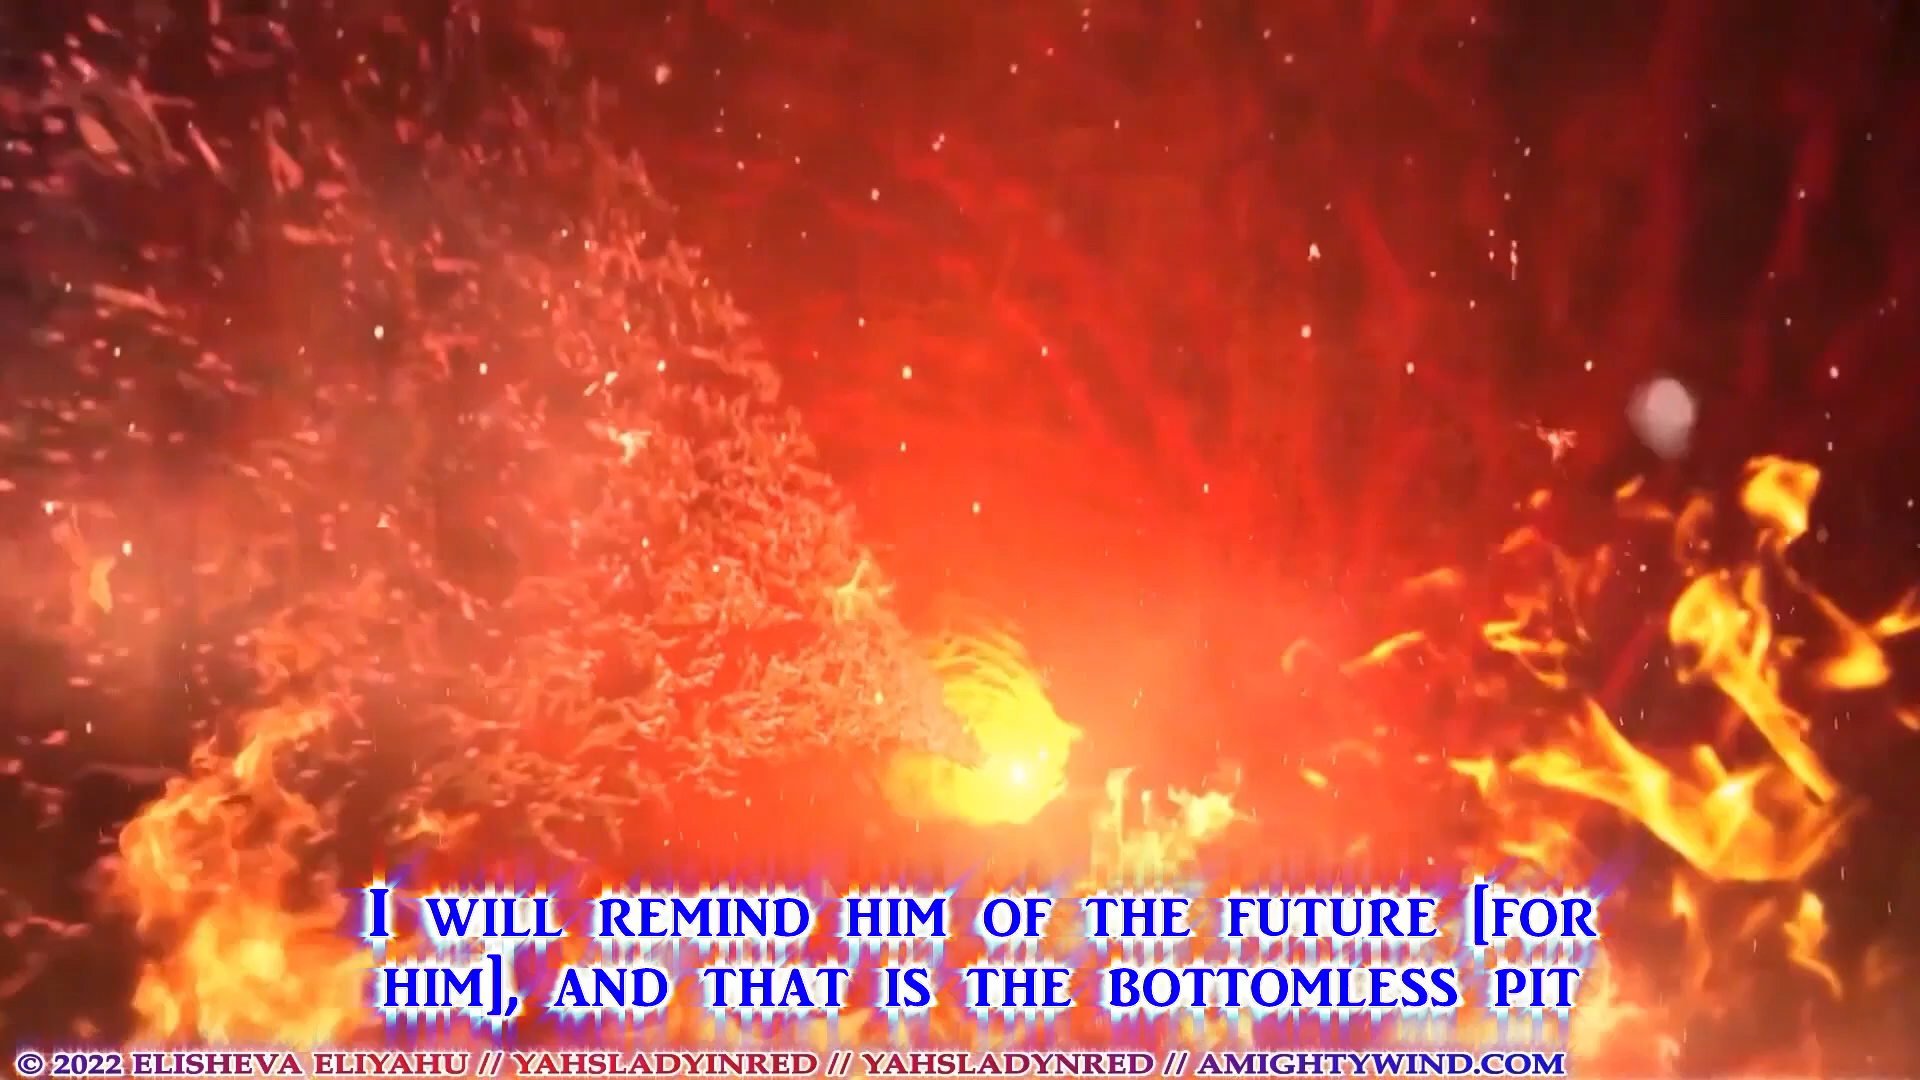 I WILL REMIND HIM OF THE FUTURE [FOR
HIM], AND THAT IS THE BOTTOMLESS PIT
© 2022 ELISHEVA ELIYAHU // YAHSLADYINRED // YAHSLADYNRED // AMIGHTYWIND.COM